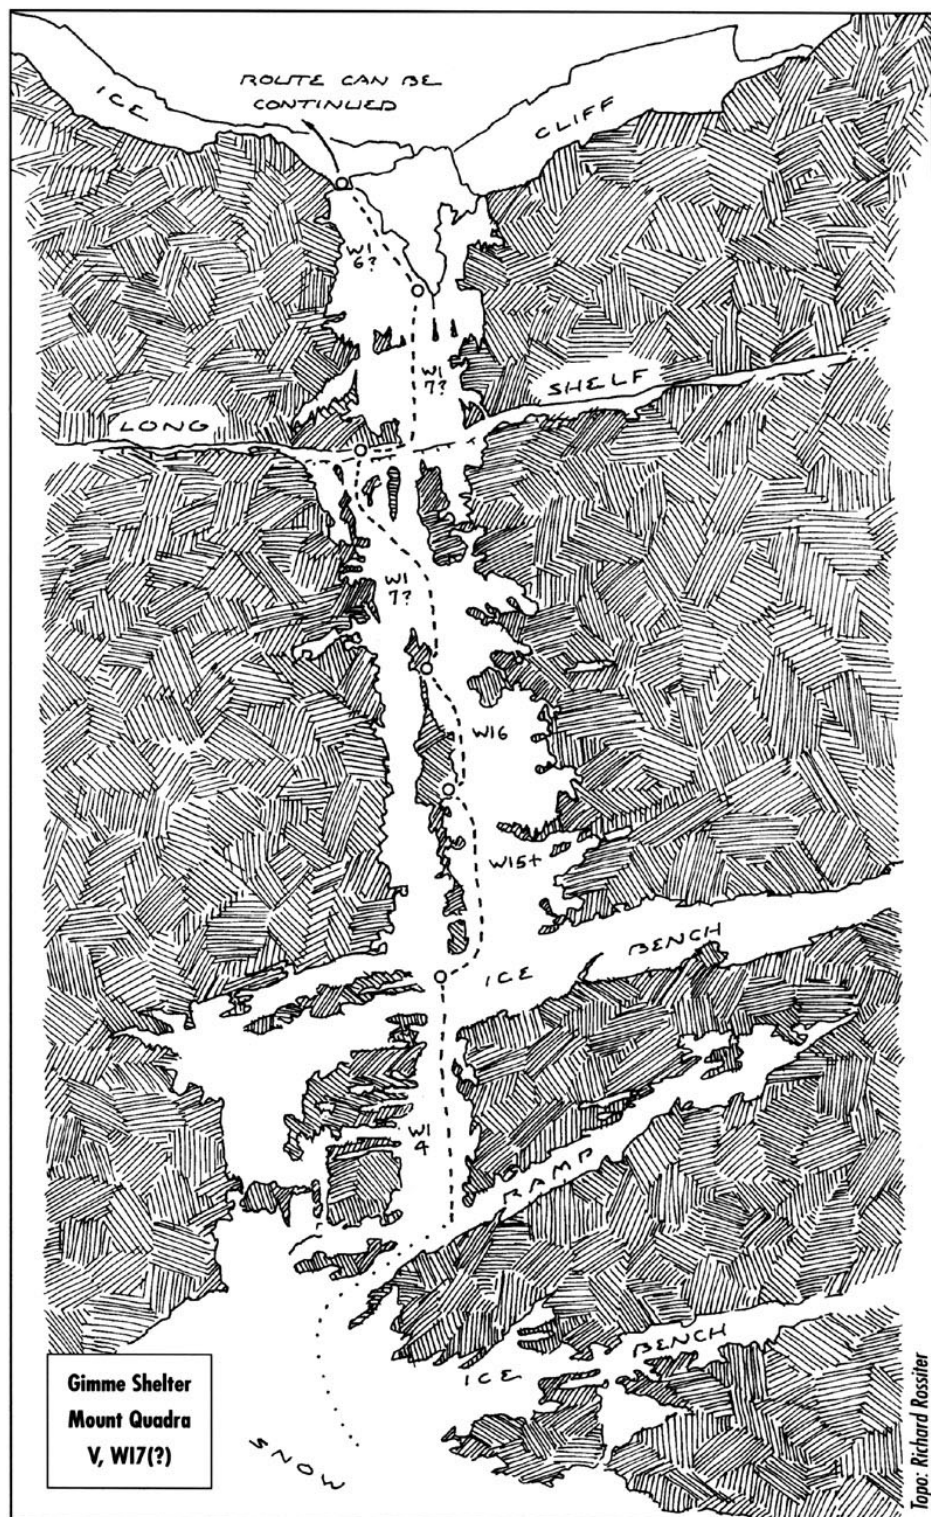 ROUTE CAN BE
CONTINUED
ICE
CLIFF
WI
6?
WI
7?
SHELF
LONG
WI
7?
WI6
WI5+
ICE BENCH
WI
4
RAMP
ICE BENCH
SNOW
Gimme Shelter
Mount Quadra
V, WI7(?)
Topo: Richard Rossiter